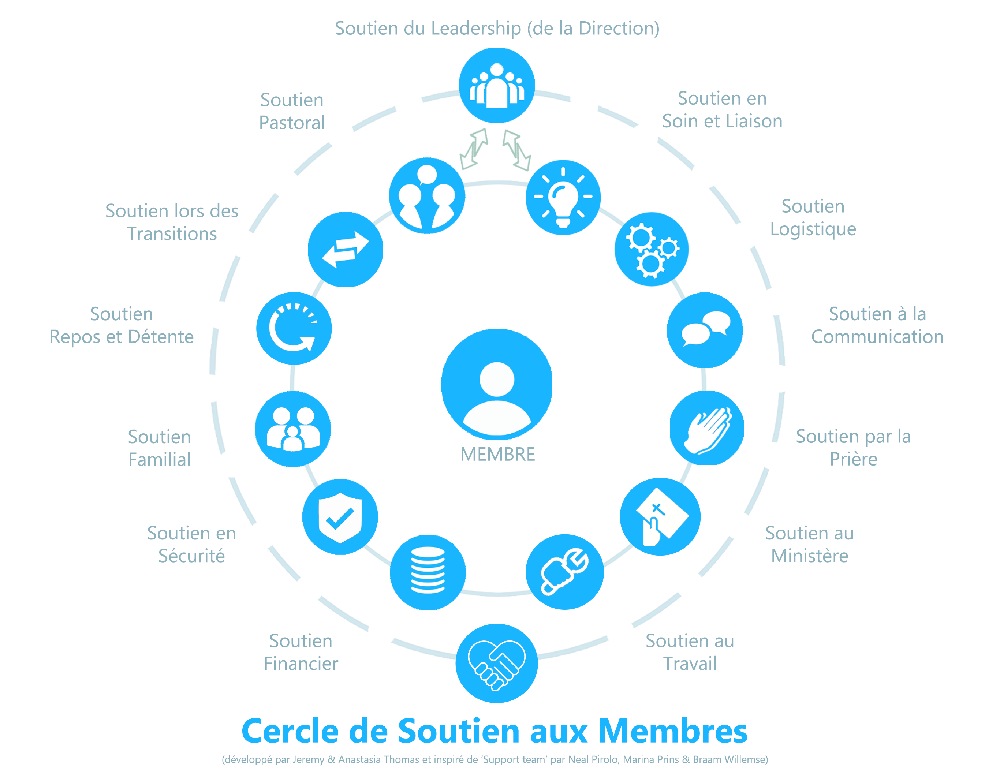 Soutien du Leadership (de la Direction)
Soutien
Pastoral
Soutien en
Soin et Liaison
Soutien lors des
Transitions
Soutien
Logistique
Soutien
Repos et Détente
Soutien à la
Communication
MEMBRE
Soutien
Familial
Soutien par la
Prière
Soutien en
Sécurité
Soutien au
Ministère
Soutien
Financier
Soutien au
Travail
Cercle de Soutien aux Membres
(développé par Jeremy & Anastasia Thomas et inspiré de ‘Support team’ par Neal Pirolo, Marina Prins & Braam Willemse)